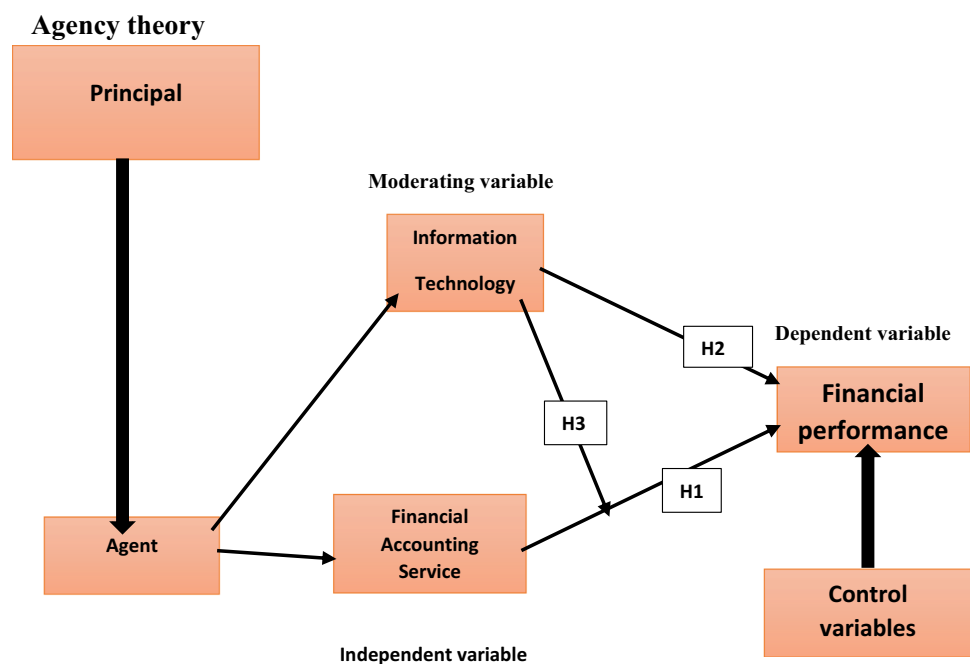 Agency theory
Principal
Moderating variable
Information
Technology
Dependent variable
H2
Financial
performance
H3
H1
Agent
Financial
Accounting
Service
Control
variables
Independent variable